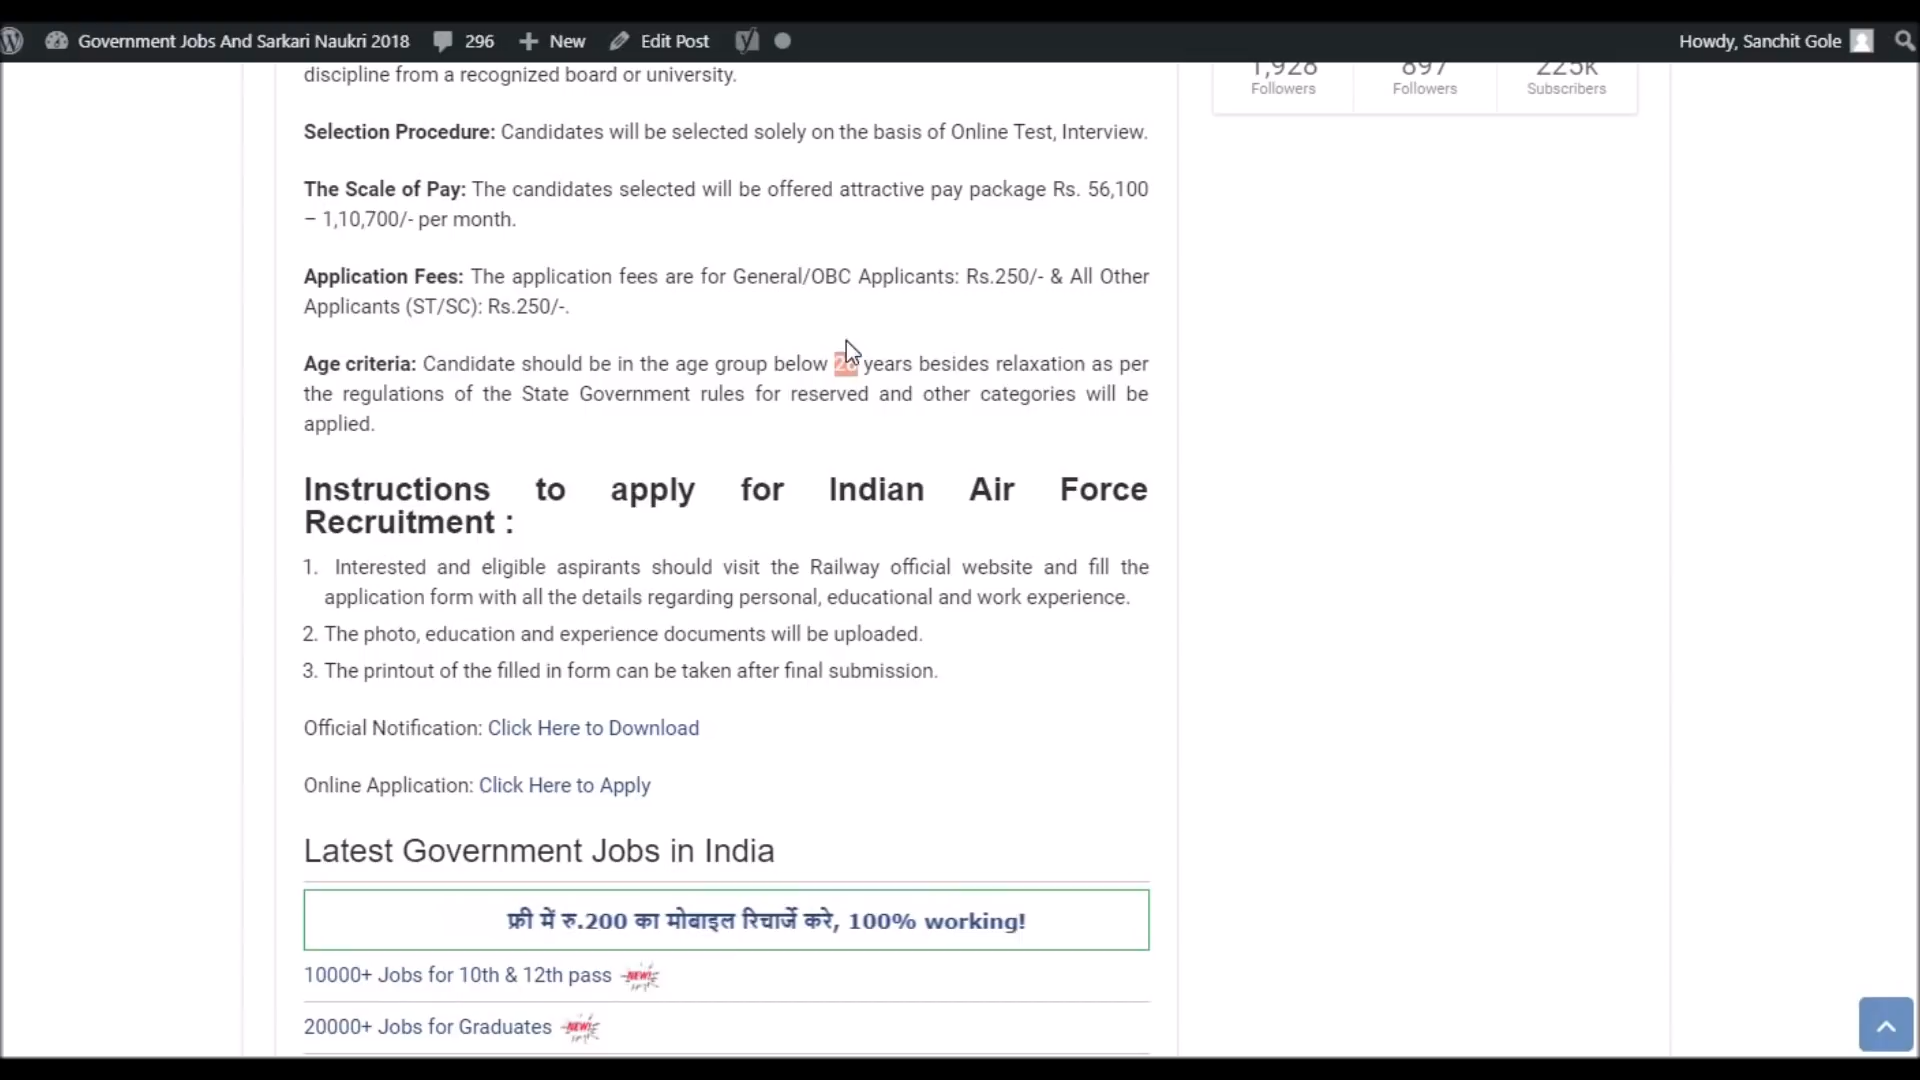 Government Jobs And Sarkari Naukri 2018 296 New Edit Post Howdy, Sanchit Gole
1,928 897 225k
Followers Followers Subscribers
discipline from a recognized board or university.
Selection Procedure: Candidates will be selected solely on the basis of Online Test, Interview.
The Scale of Pay: The candidates selected will be offered attractive pay package Rs. 56,100
– 1,10,700/- per month.
Application Fees: The application fees are for General/OBC Applicants: Rs.250/- & All Other
Applicants (ST/SC): Rs.250/-.
Age criteria: Candidate should be in the age group below years besides relaxation as per
the regulations of the State Government rules for reserved and other categories will be
applied.
Instructions to apply for Indian Air Force
Recruitment :
1. Interested and eligible aspirants should visit the Railway official website and fill the
application form with all the details regarding personal, educational and work experience.
2. The photo, education and experience documents will be uploaded.
3. The printout of the filled in form can be taken after final submission.
Official Notification: Click Here to Download
Online Application: Click Here to Apply
Latest Government Jobs in India
फ्री में रु.200 का मोबाइल रिचार्ज करे, 100% working!
10000+ Jobs for 10th & 12th pass NEW!
20000+ Jobs for Graduates NEW!